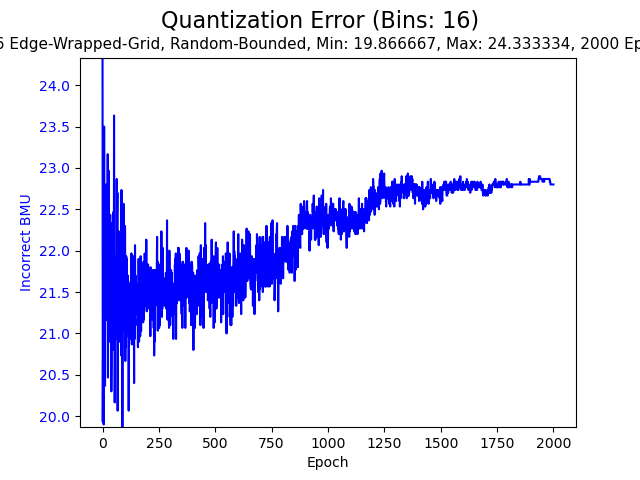 Quantization Error (Bins: 16)
Edge-Wrapped-Grid, Random-Bounded, Min: 19.866667, Max: 24.333334, 2000
24.0
23.5
23.0
22.5
22.0
21.5
21.0
20.5
20.0
Incorrect BMU
0 250 500 750 1000 1250 1500 1750 2000
Epoch